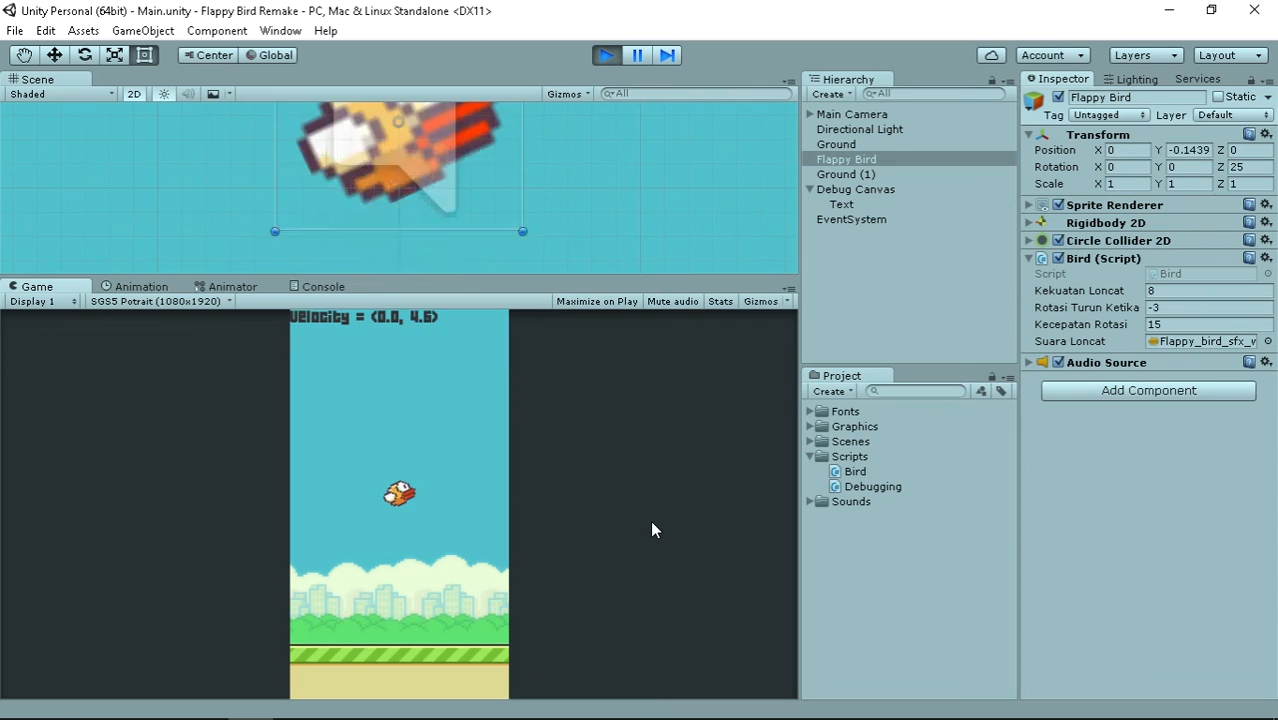 Unity Personal (64bit) - Main.unity - Flappy Bird Remake - PC, Mac & Linux Standalone <DX11>
File Edit Assets GameObject Component Window Help
Center Global Account Layers Layout
Scene
Shaded 2D Gizmos All
Game Animation Animator Console
Display 1 SGS5 Potrait (1080x1920) Maximize on Play Mute audio Stats Gizmos
Velocity = (0.0, 4.5)
Hierarchy
Create All
Main Camera
Directional Light
Ground
Flappy Bird
Ground (1)
Debug Canvas
Text
EventSystem
Project
Create
Fonts
Graphics
Scenes
Scripts
Bird
Debugging
Sounds
Inspector Lighting Services
Flappy Bird Static
Tag Untagged Layer Default
Transform
Position X 0 Y -0.1439 Z 0
Rotation X 0 Y 0 Z 25
Scale X 1 Y 1 Z 1
Sprite Renderer
Rigidbody 2D
Circle Collider 2D
Bird (Script)
Script Bird
Kekuatan Loncat 8
Rotasi Turun Ketika -3
Kecepatan Rotasi 15
Suara Loncat Flappy_bird_sfx_v
Audio Source
Add Component